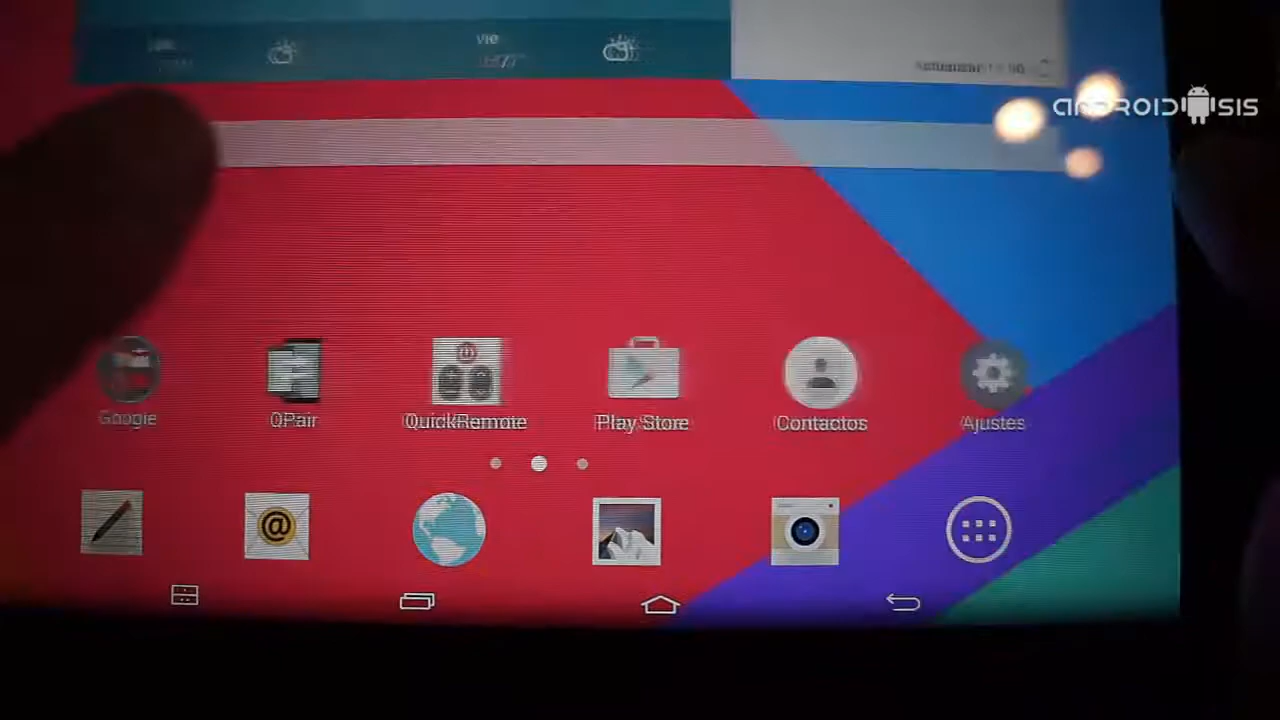 vie
ANDROIDSIS
Google
QPair
QuickRemote
Play Store
Contactos
Ajustes
@